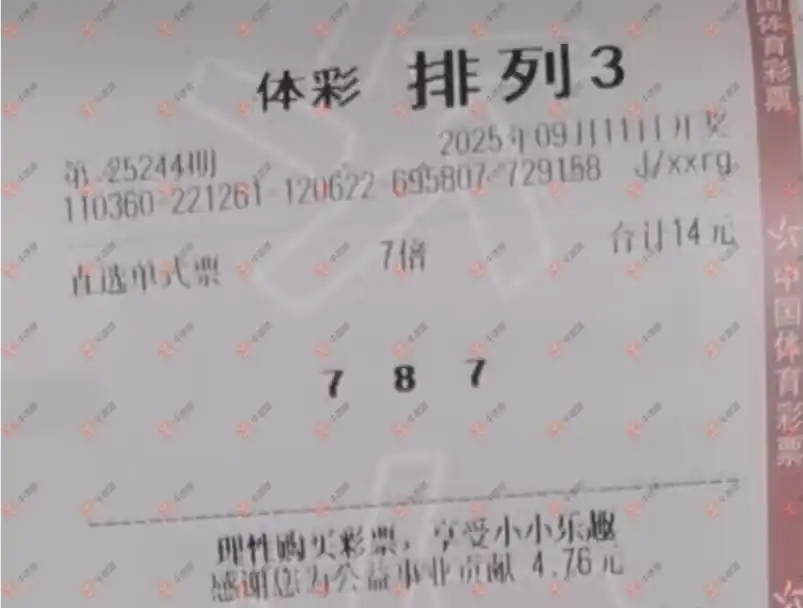 体彩 排列3
第 25244期
2025年09月11日开奖
110360-221261-120622 695807-729158 J/xxrg
直选单式票 7倍 合计14元
7 8 7
理性购买彩票，享受小小乐趣
感谢您为公益事业贡献 4.76元
国体育彩票
中国体育彩票